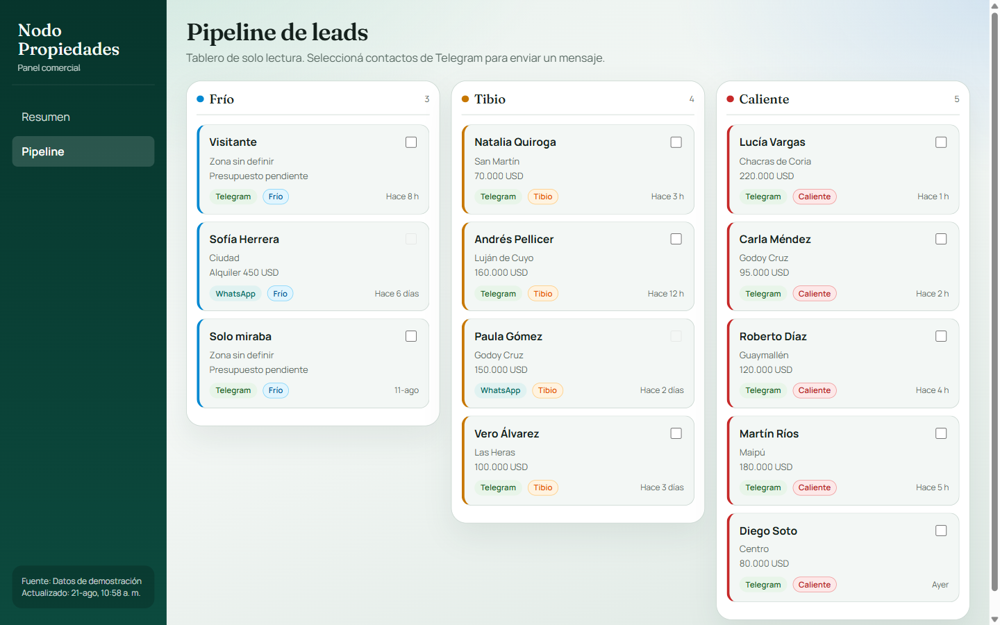 Nodo
Propiedades
Panel comercial
Resumen
Pipeline
Fuente: Datos de demostración
Actualizado: 21-ago, 10:58 a. m.
Pipeline de leads
Tablero de solo lectura. Seleccioná contactos de Telegram para enviar un mensaje.
Frío 3
Visitante
Zona sin definir
Presupuesto pendiente
Telegram Frío Hace 8 h
Sofía Herrera
Ciudad
Alquiler 450 USD
WhatsApp Frío Hace 6 días
Solo miraba
Zona sin definir
Presupuesto pendiente
Telegram Frío 11-ago
Tibio 4
Natalia Quiroga
San Martín
70.000 USD
Telegram Tibio Hace 3 h
Andrés Pellicer
Luján de Cuyo
160.000 USD
Telegram Tibio Hace 12 h
Paula Gómez
Godoy Cruz
150.000 USD
WhatsApp Tibio Hace 2 días
Vero Álvarez
Las Heras
100.000 USD
Telegram Tibio Hace 3 días
Caliente 5
Lucía Vargas
Chacras de Coria
220.000 USD
Telegram Caliente Hace 1 h
Carla Méndez
Godoy Cruz
95.000 USD
Telegram Caliente Hace 2 h
Roberto Díaz
Guaymallén
120.000 USD
Telegram Caliente Hace 4 h
Martín Ríos
Maipú
180.000 USD
Telegram Caliente Hace 5 h
Diego Soto
Centro
80.000 USD
Telegram Caliente Ayer